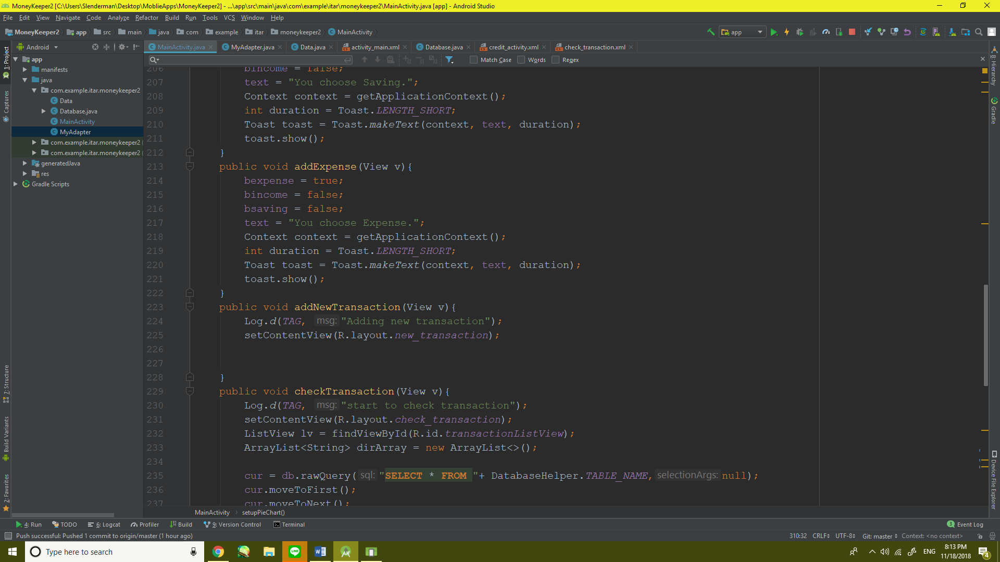 MoneyKeeper2 [C:\Users\Slenderman\Desktop\MoblieApps\MoneyKeeper2] - ...\app\src\main\java\com\example\itar\moneykeeper2\MainActivity.java [app] - Android Studio
File Edit View Navigate Code Analyze Refactor Build Run Tools VCS Window Help
MoneyKeeper2 app src main java com example itar moneykeeper2 MainActivity
app
Android
MainActivity.java MyAdapter.java Data.java activity_main.xml Database.java credit_activity.xml check_transaction.xml
Match Case Words Regex
1: Project
Captures
7: Structure
Build Variants
2: Favorites
app
manifests
java
com.example.itar.moneykeeper2
Data
Database.java
MainActivity
MyAdapter
com.example.itar.moneykeeper2 (
com.example.itar.moneykeeper2 (
generatedJava
res
Gradle Scripts
206 bincome = false;
207 text = "You choose Saving.";
208 Context context = getApplicationContext();
209 int duration = Toast.LENGTH_SHORT;
210 Toast toast = Toast.makeText(context, text, duration);
211 toast.show();
212 }
213 public void addExpense(View v){
214 bexpense = true;
215 bincome = false;
216 bsaving = false;
217 text = "You choose Expense.";
218 Context context = getApplicationContext();
219 int duration = Toast.LENGTH_SHORT;
220 Toast toast = Toast.makeText(context, text, duration);
221 toast.show();
222 }
223 public void addNewTransaction(View v){
224 Log.d(TAG, msg: "Adding new transaction");
225 setContentView(R.layout.new_transaction);
226
227
228 }
229 public void checkTransaction(View v){
230 Log.d(TAG, msg: "start to check transaction");
231 setContentView(R.layout.check_transaction);
232 ListView lv = findViewById(R.id.transactionListView);
233 ArrayList<String> dirArray = new ArrayList<>();
234
235 cur = db.rawQuery( sql: "SELECT * FROM "+ DatabaseHelper.TABLE_NAME, selectionArgs: null);
236 cur.moveToFirst();
237 cur.moveToNext();
8: Hierarchy
Gradle
Device File Explorer
MainActivity setupPieChart()
4: Run TODO 6: Logcat Profiler Build 9: Version Control Terminal
3 Event Log
Push successful: Pushed 1 commit to origin/master (1 hour ago)
310:32 CRLF UTF-8 Git: master Context: <no context>
Type here to search
LINE
ENG
8:13 PM
11/18/2018
4